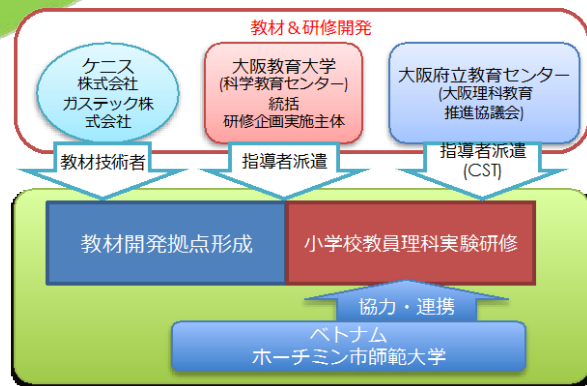 教材&研修開発
ケニス
株式会社
ガステック株
式会社
大阪教育大学
(科学教育センター)
統括
研修企画実施主体
大阪府立教育センター
(大阪理科教育
推進協議会)
教材技術者
指導者派遣
指導者派遣
(CST)
教材開発拠点形成
小学校教員理科実験研修
協力・連携
ベトナム
ホーチミン市師範大学